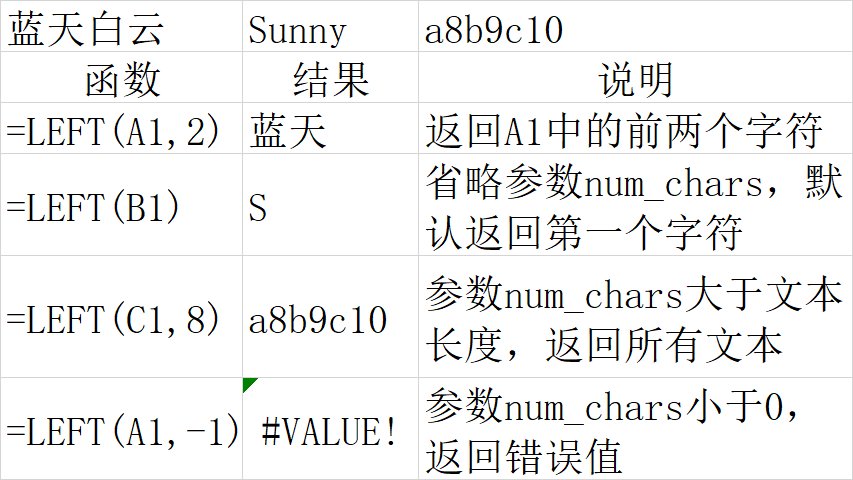 蓝天白云 Sunny a8b9c10
函数 结果 说明
=LEFT(A1,2) 蓝天 返回A1中的前两个字符
=LEFT(B1) S 省略参数num_chars，默
认返回第一个字符
=LEFT(C1,8) a8b9c10 参数num_chars大于文本
长度，返回所有文本
=LEFT(A1,-1) #VALUE! 参数num_chars小于0，
返回错误值